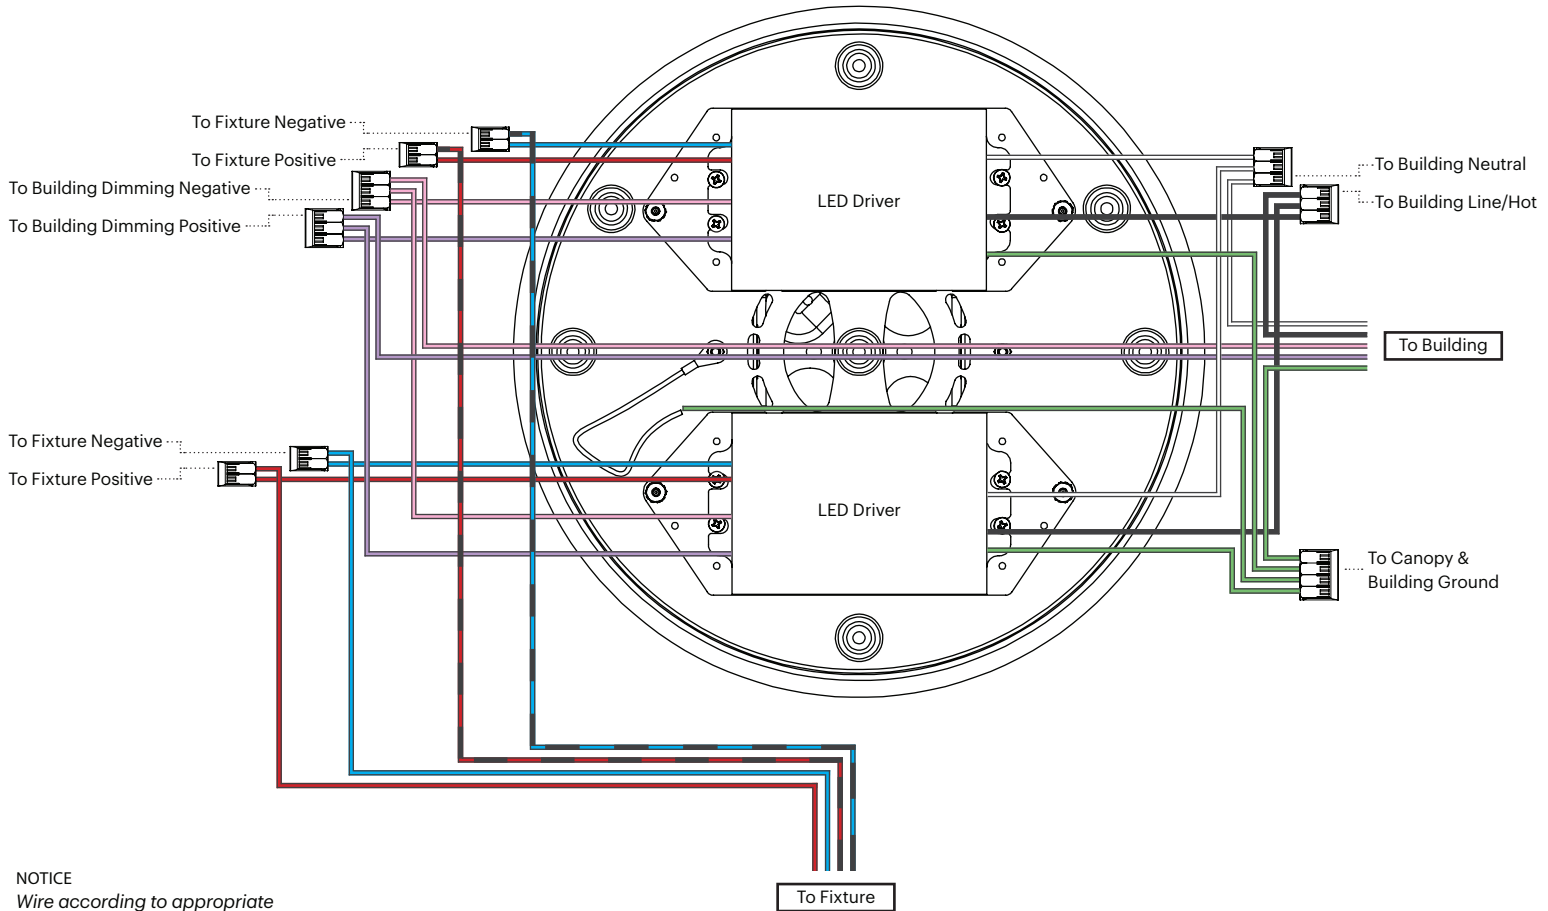 To Fixture Negative
To Fixture Positive
To Building Dimming Negative
To Building Dimming Positive
LED Driver
To Building Neutral
To Building Line/Hot
To Building
To Fixture Negative
To Fixture Positive
LED Driver
To Canopy &
Building Ground
NOTICE
Wire according to appropriate
To Fixture